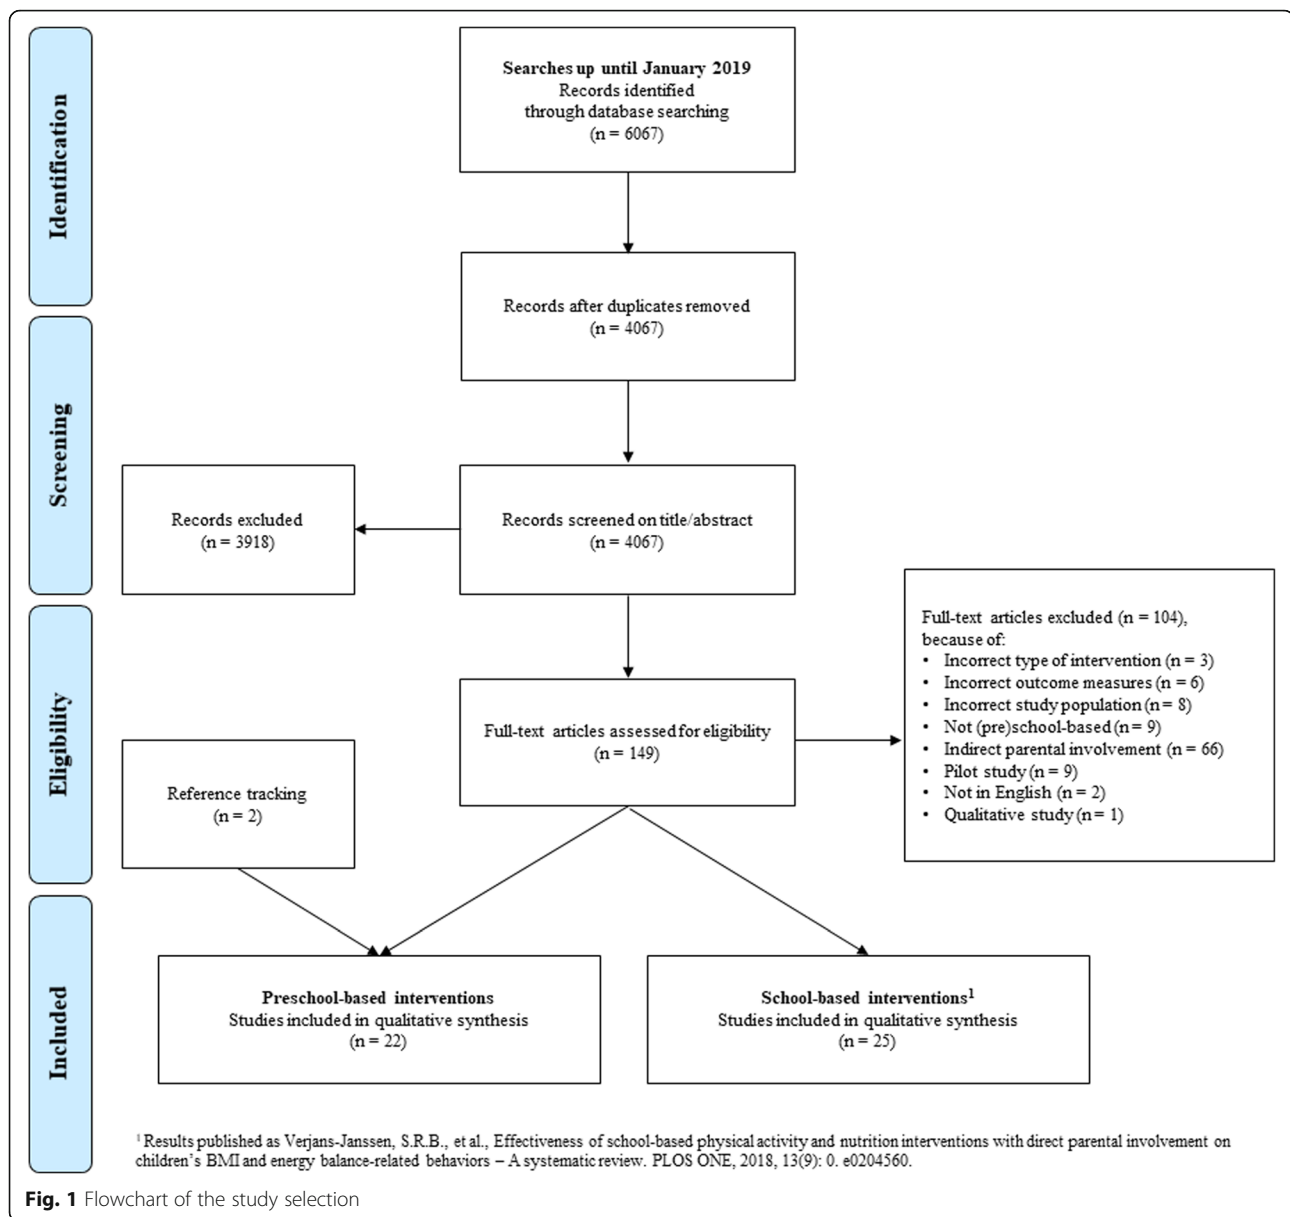 Identification
Searches up until January 2019
Records identified
through database searching
(n = 6067)
Records after duplicates removed
(n = 4067)
Screening
Records excluded
(n = 3918)
Records screened on title/abstract
(n = 4067)
Eligibility
Full-text articles assessed for eligibility
(n = 149)
Full-text articles excluded (n = 104),
because of:
• Incorrect type of intervention (n = 3)
• Incorrect outcome measures (n = 6)
• Incorrect study population (n = 8)
• Not (pre)school-based (n = 9)
• Indirect parental involvement (n = 66)
• Pilot study (n = 9)
• Not in English (n = 2)
• Qualitative study (n = 1)
Reference tracking
(n = 2)
Included
Preschool-based interventions
Studies included in qualitative synthesis
(n = 22)
School-based interventions¹
Studies included in qualitative synthesis
(n = 25)
¹ Results published as Verjans-Janssen, S.R.B., et al., Effectiveness of school-based physical activity and nutrition interventions with direct parental involvement on
children's BMI and energy balance-related behaviors – A systematic review. PLOS ONE, 2018, 13(9): 0. e0204560.
Fig. 1 Flowchart of the study selection